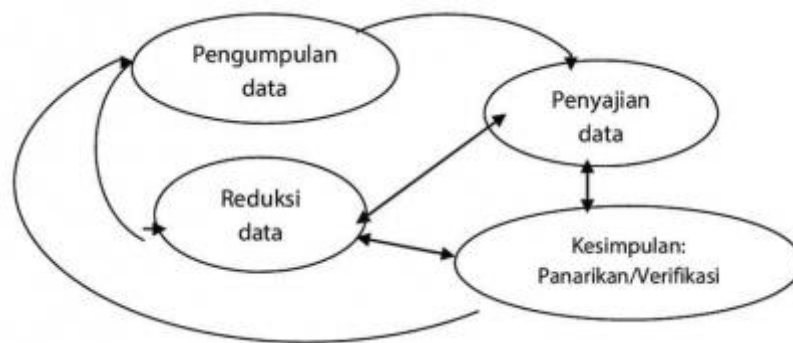 Pengumpulan
data
Penyajian
data
Reduksi
data
Kesimpulan:
Panarikan/Verifikasi